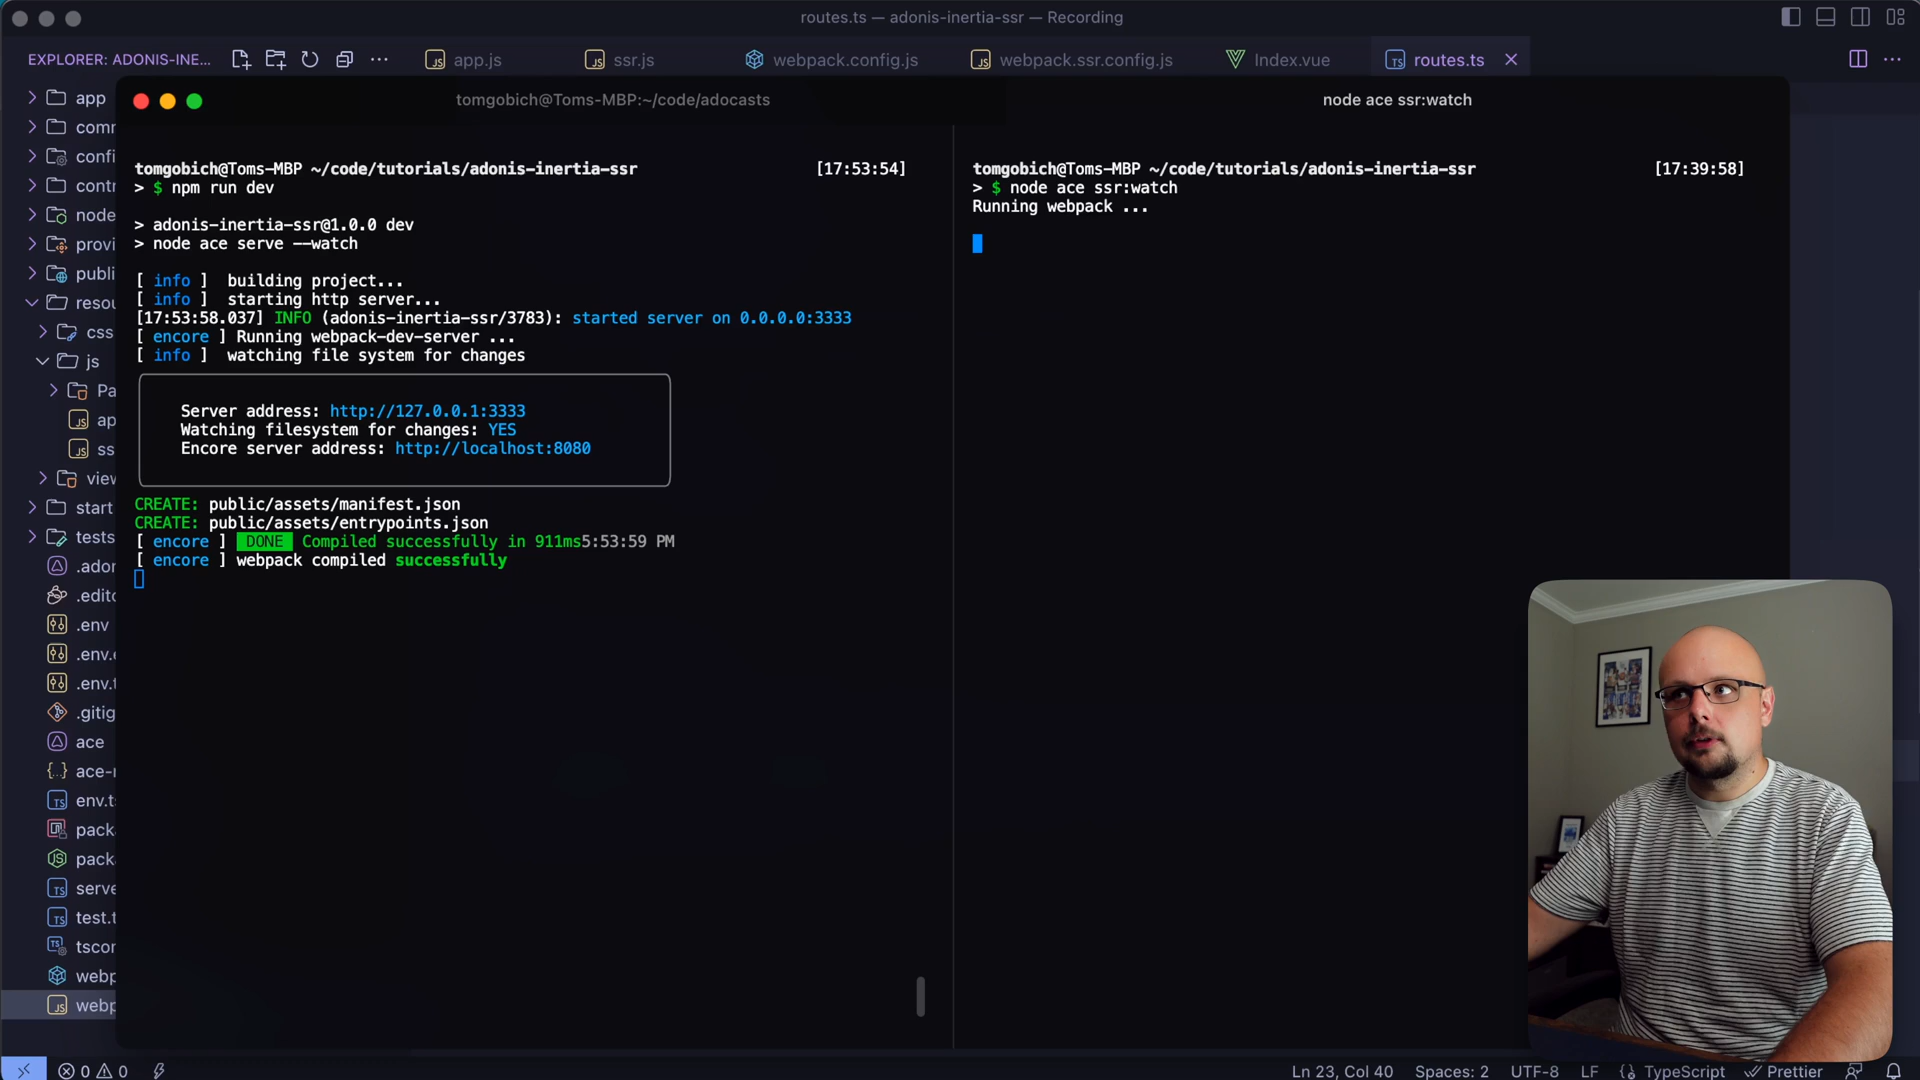 routes.ts — adonis-inertia-ssr — Recording
EXPLORER: ADONIS-INE...
app.js
ssr.js
webpack.config.js
webpack.ssr.config.js
Index.vue
routes.ts
app
comm
confi
contr
node
provi
publi
resou
css
js
Pa
ap
ss
view
start
tests
.ador
.edito
.env
.env.e
.env.t
.gitig
ace
ace-r
env.ts
packa
packa
serve
test.t
tscor
webp
webp
tomgobich@Toms-MBP:~/code/adocasts
tomgobich@Toms-MBP ~/code/tutorials/adonis-inertia-ssr [17:53:54]
> $ npm run dev
> adonis-inertia-ssr@1.0.0 dev
> node ace serve --watch
[ info ] building project...
[ info ] starting http server...
[17:53:58.037] INFO (adonis-inertia-ssr/3783): started server on 0.0.0.0:3333
[ encore ] Running webpack-dev-server ...
[ info ] watching file system for changes
Server address: http://127.0.0.1:3333
Watching filesystem for changes: YES
Encore server address: http://localhost:8080
CREATE: public/assets/manifest.json
CREATE: public/assets/entrypoints.json
[ encore ] DONE Compiled successfully in 911ms5:53:59 PM
[ encore ] webpack compiled successfully
node ace ssr:watch
tomgobich@Toms-MBP ~/code/tutorials/adonis-inertia-ssr [17:39:58]
> $ node ace ssr:watch
Running webpack ...
0 0
Ln 23, Col 40 Spaces: 2 UTF-8 LF TypeScript Prettier